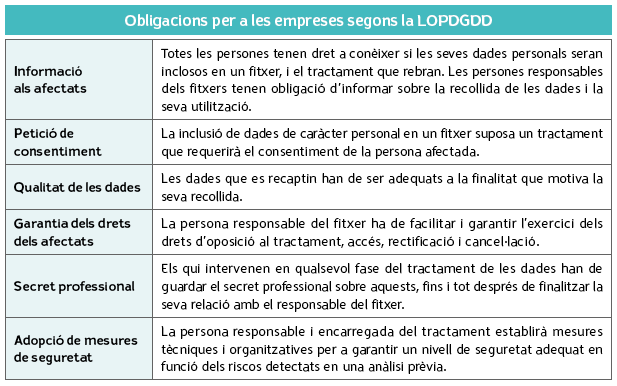 Obligacions per a les empreses segons la LOPDGDD
Informació
als afectats
Totes les persones tenen dret a conèixer si les seves dades personals seran
inclosos en un fitxer, i el tractament que rebran. Les persones responsables
dels fitxers tenen obligació d'informar sobre la recollida de les dades i la
seva utilització.
Petició de
consentiment
La inclusió de dades de caràcter personal en un fitxer suposa un tractament
que requerirà el consentiment de la persona afectada.
Qualitat de les dades
Les dades que es recaptin han de ser adequats a la finalitat que motiva la
seva recollida.
Garantia dels drets
dels afectats
La persona responsable del fitxer ha de facilitar i garantir l'exercici dels
drets d'oposició al tractament, accés, rectificació i cancel·lació.
Secret professional
Els qui intervenen en qualsevol fase del tractament de les dades han de
guardar el secret professional sobre aquests, fins i tot després de finalitzar la
seva relació amb el responsable del fitxer.
Adopció de mesures
de seguretat
La persona responsable i encarregada del tractament establirà mesures
tècniques i organitzatives per a garantir un nivell de seguretat adequat en
funció dels riscos detectats en una anàlisi prèvia.